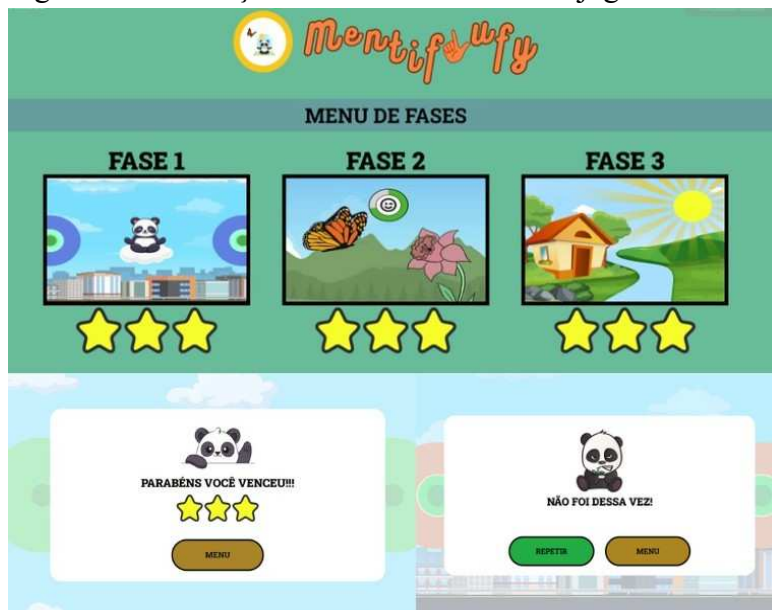 Mentiflufy
MENU DE FASES
FASE 1
FASE 2
FASE 3
PARABÉNS VOCÊ VENCEU!!!
MENU
NÃO FOI DESSA VEZ!
REPETIR
MENU